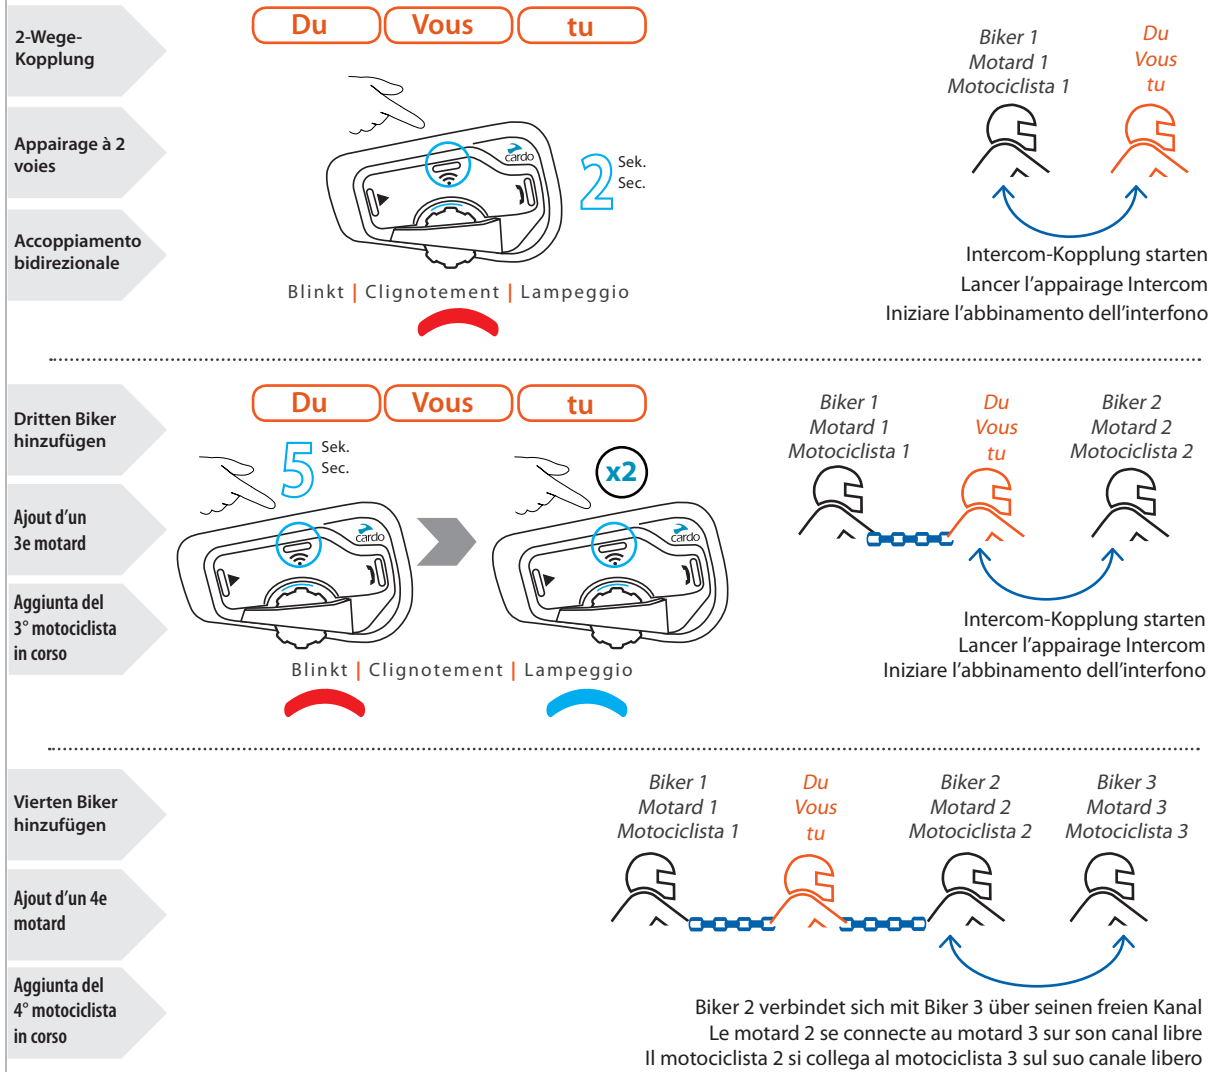 2-Wege-
Kopplung
Appairage à 2
voies
Accoppiamento
bidirezionale
Du
Vous
tu
cardo
2
Sek.
Sec.
Blinkt | Clignotement | Lampeggio
Biker 1
Motard 1
Motociclista 1
Du
Vous
tu
Intercom-Kopplung starten
Lancer l’appairage Intercom
Iniziare l’abbinamento dell’interfono
Dritten Biker
hinzufügen
Ajout d’un
3e motard
Aggiunta del
3° motociclista
in corso
Du
Vous
tu
5
Sek.
Sec.
cardo
x2
cardo
Blinkt | Clignotement | Lampeggio
Biker 1
Motard 1
Motociclista 1
Du
Vous
tu
Biker 2
Motard 2
Motociclista 2
Intercom-Kopplung starten
Lancer l’appairage Intercom
Iniziare l’abbinamento dell’interfono
Vierten Biker
hinzufügen
Ajout d’un 4e
motard
Aggiunta del
4° motociclista
in corso
Biker 1
Motard 1
Motociclista 1
Du
Vous
tu
Biker 2
Motard 2
Motociclista 2
Biker 3
Motard 3
Motociclista 3
Biker 2 verbindet sich mit Biker 3 über seinen freien Kanal
Le motard 2 se connecte au motard 3 sur son canal libre
Il motociclista 2 si collega al motociclista 3 sul suo canale libero